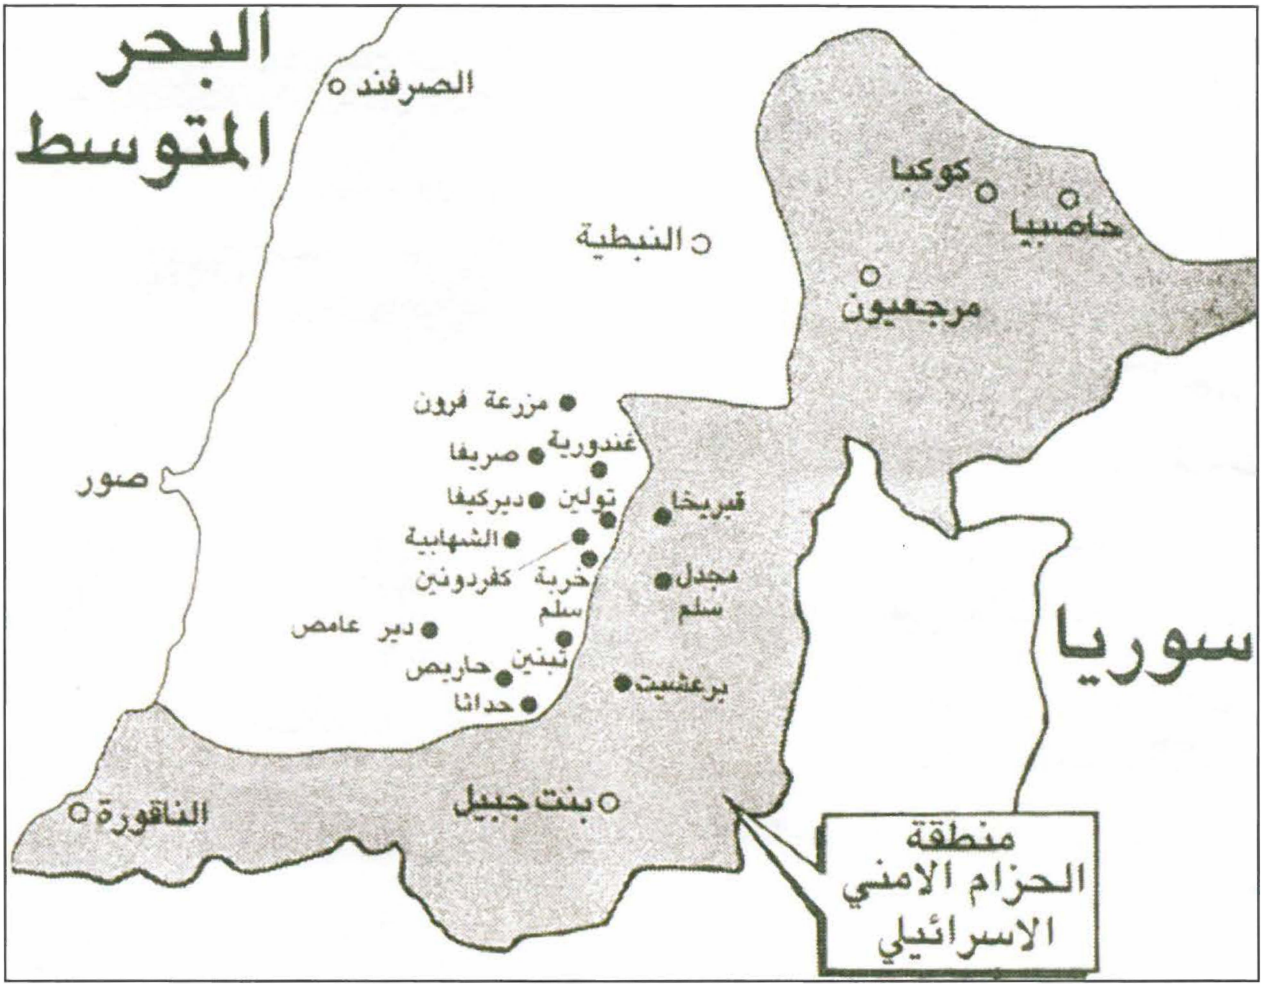 البحر
المتوسط
الصرفند
كوكبا
حاصبيا
النبطية
مرجعيون
مزرعة فرون
غندورية
صريفا
صور
ديركيفا
تولين
قبريخا
الشهابية
كفردونين
خربة
سلم
مجدل
سلم
دير عامص
تبنين
حاريص
برعشيت
حداثا
سوريا
بنت جبيل
الناقورة
منطقة
الحزام الامني
الاسرائيلي